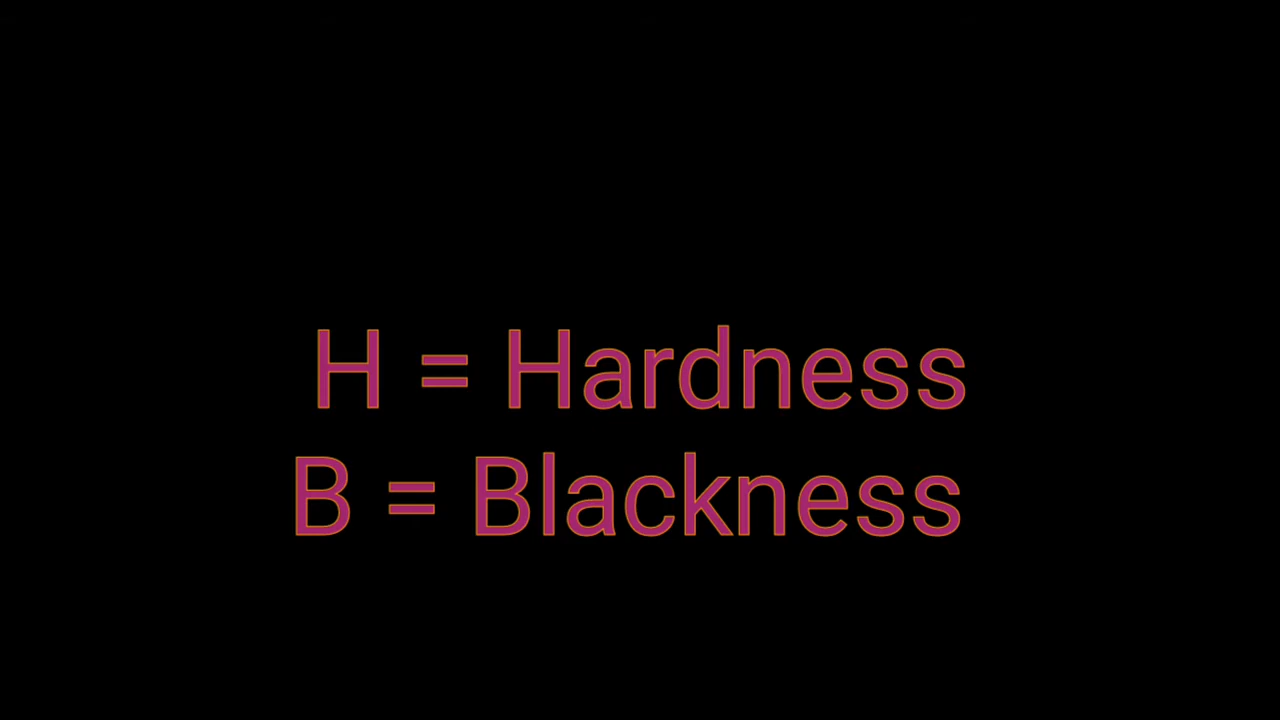 H = Hardness
B = Blackness